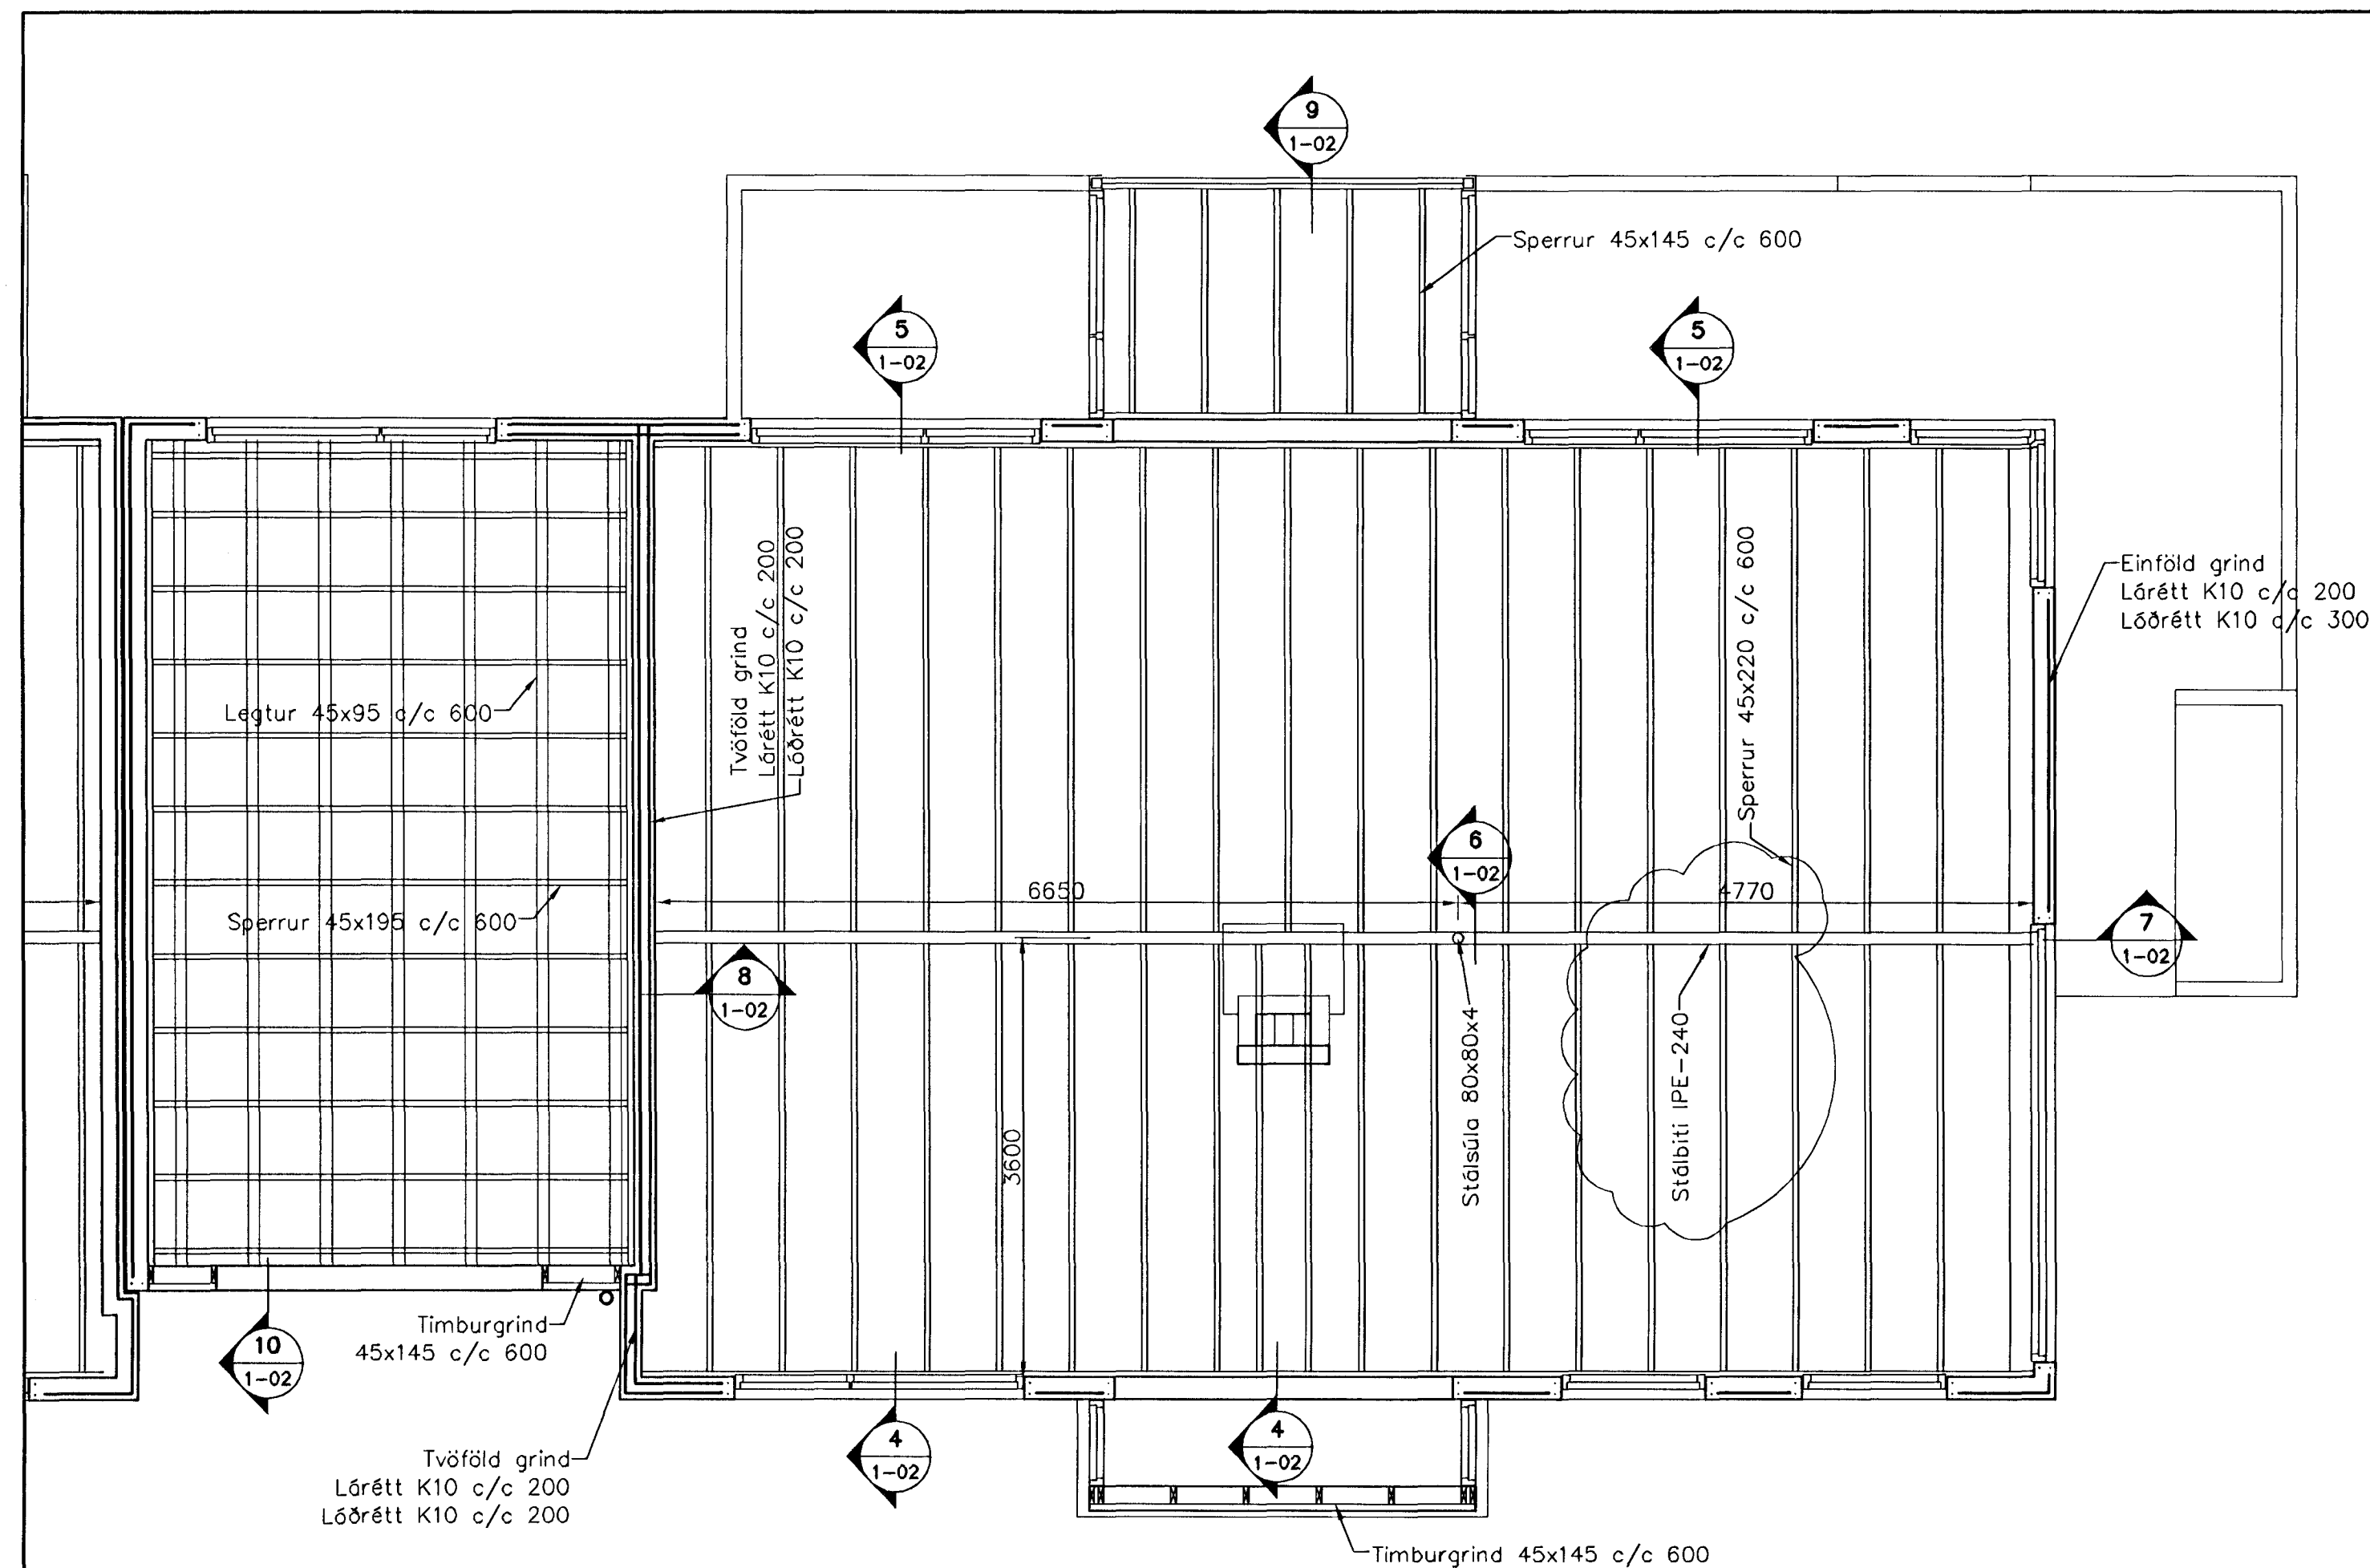 9
1-02
Sperrur 45x145 c/c 600
5
1-02
5
1-02
Tvöföld grind
Lárétt K10 c/c 200
Lóðrétt K10 c/c 200
Sperrur 45x220 c/c 600
Einföld grind
Lárétt K10 c/c 200
Lóðrétt K10 c/c 300
Legtur 45x95 c/c 600
6
1-02
6650
4770
Sperrur 45x195 c/c 600
7
1-02
8
1-02
3600
Stálsúla 80x80x4
Stálbiti IPE-240
Timburgrind
45x145 c/c 600
10
1-02
4
1-02
4
1-02
Tvöföld grind
Lárétt K10 c/c 200
Lóðrétt K10 c/c 200
Timburgrind 45x145 c/c 600